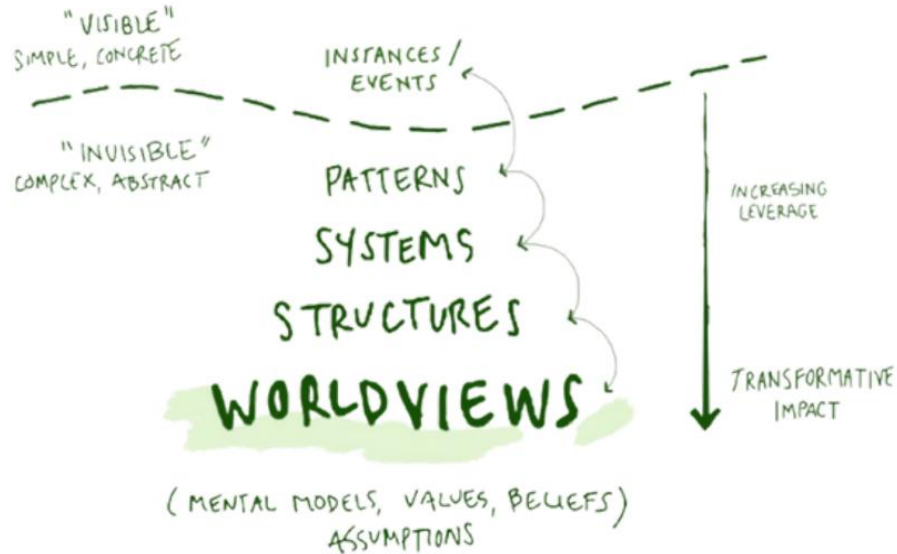 "VISIBLE"
SIMPLE, CONCRETE
INSTANCES/
EVENTS
"INVISIBLE"
COMPLEX, ABSTRACT
PATTERNS
SYSTEMS
STRUCTURES
WORLDVIEWS
(MENTAL MODELS, VALUES, BELIEFS)
ASSUMPTIONS
INCREASING
LEVERAGE
TRANSFORMATIVE
IMPACT